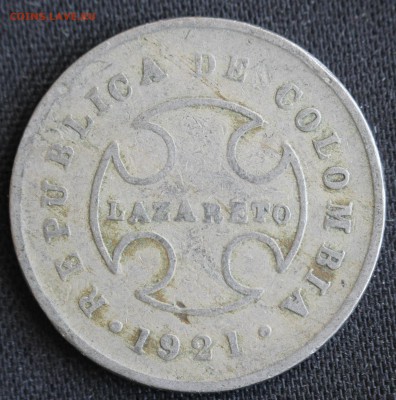 REPUBLICA DE COLOMBIA
LAZARETO
· 1921 ·